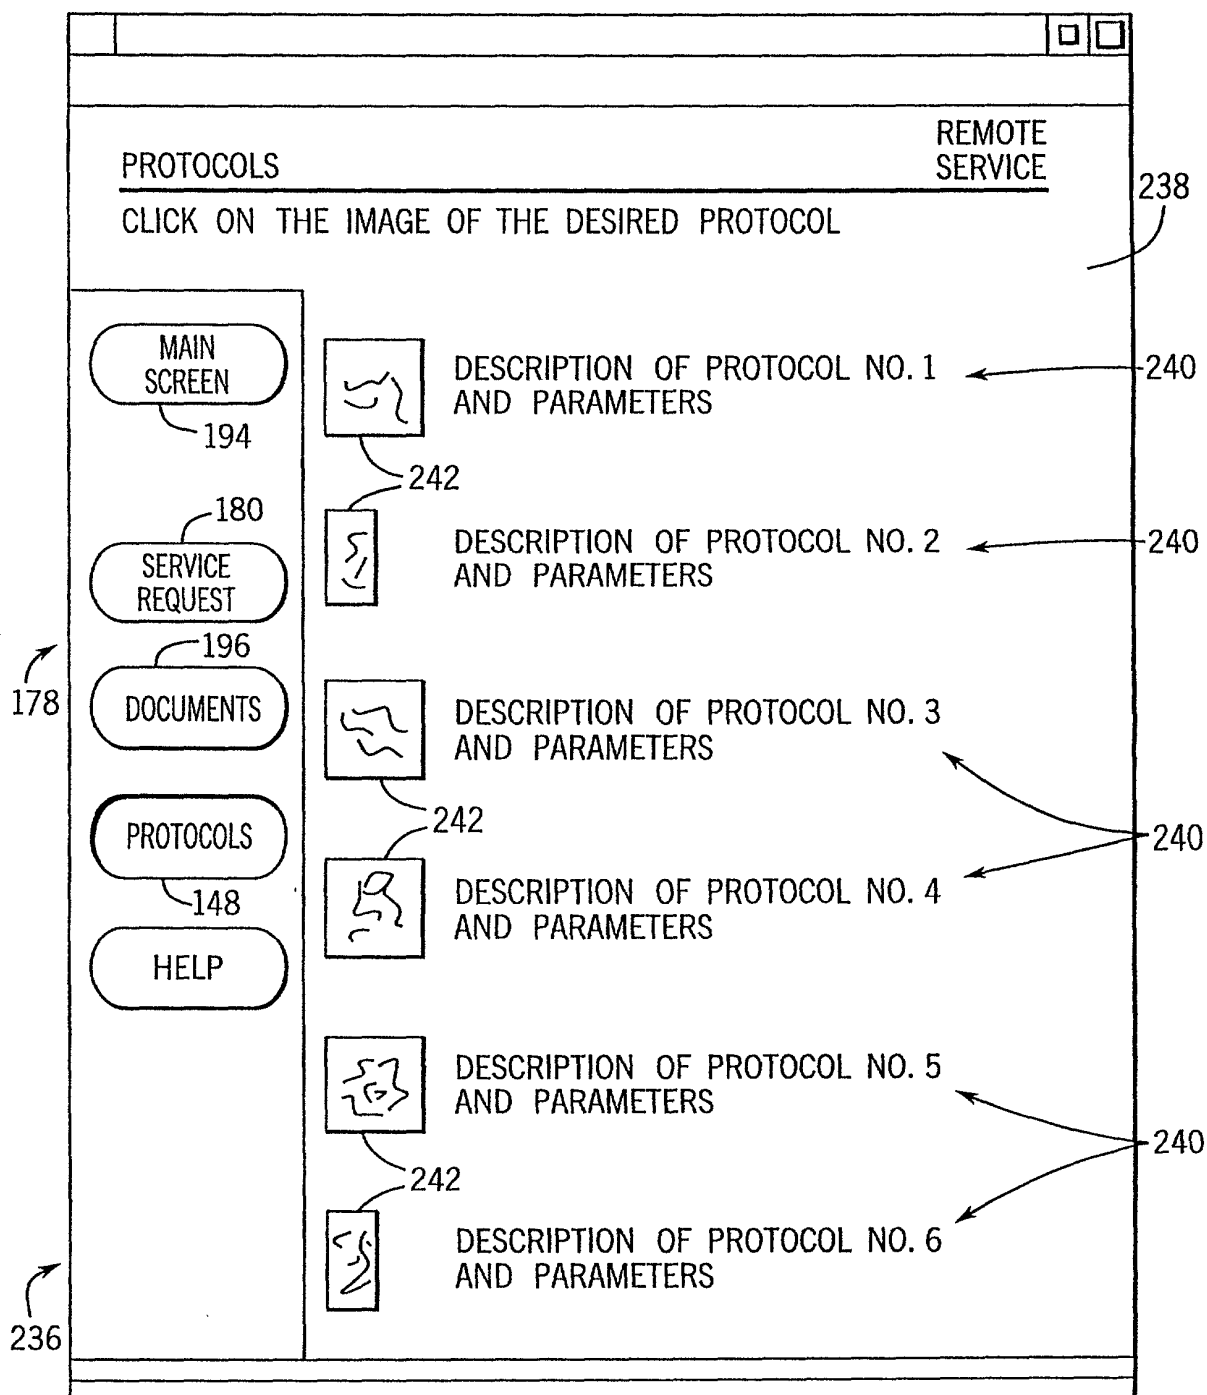 REMOTE
SERVICE
PROTOCOLS
CLICK ON THE IMAGE OF THE DESIRED PROTOCOL
238
MAIN
SCREEN
194
180
SERVICE
REQUEST
196
178
DOCUMENTS
PROTOCOLS
148
HELP
236
DESCRIPTION OF PROTOCOL NO. 1
AND PARAMETERS
240
242
DESCRIPTION OF PROTOCOL NO. 2
AND PARAMETERS
240
DESCRIPTION OF PROTOCOL NO. 3
AND PARAMETERS
242
240
DESCRIPTION OF PROTOCOL NO. 4
AND PARAMETERS
DESCRIPTION OF PROTOCOL NO. 5
AND PARAMETERS
240
242
DESCRIPTION OF PROTOCOL NO. 6
AND PARAMETERS